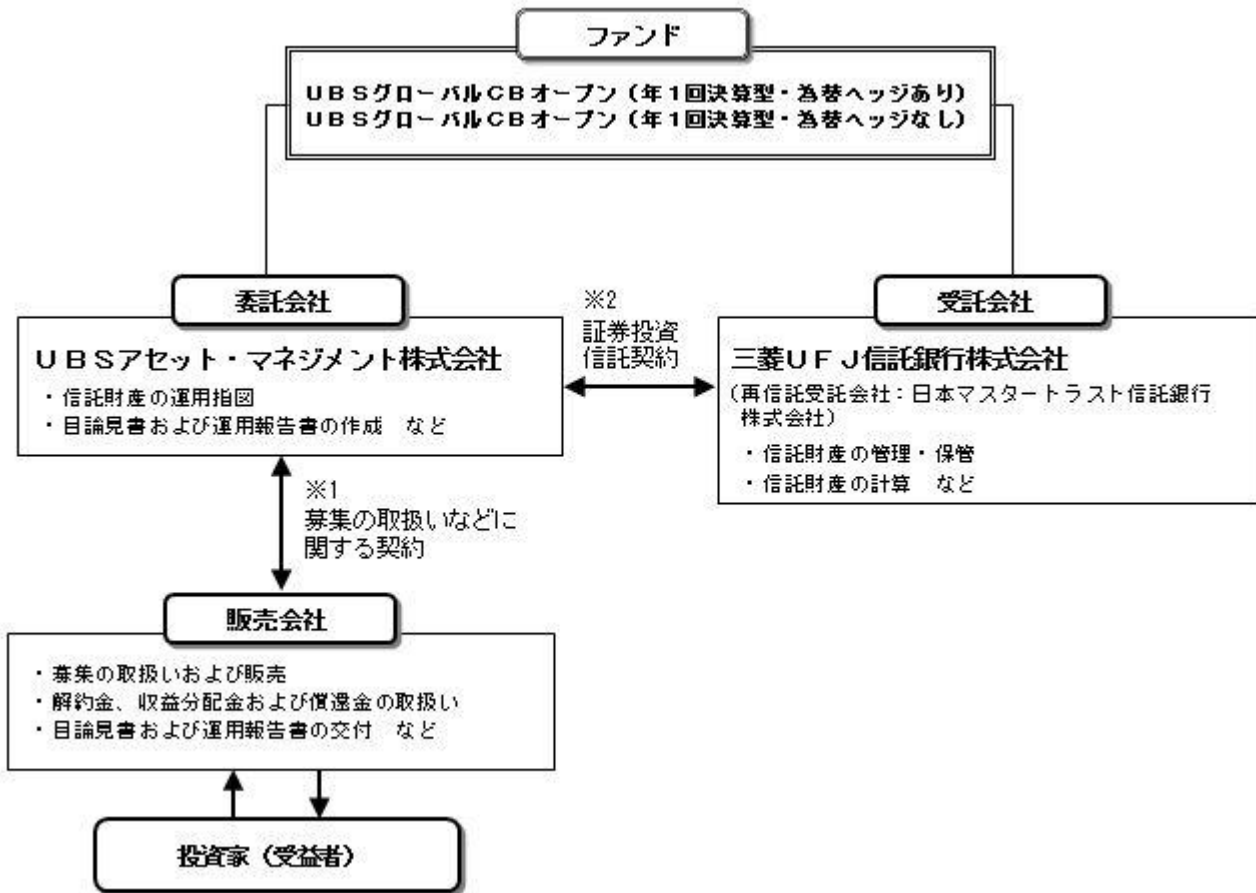 ファンド
UBSグローバルCBオープン(年1回決算型・為替ヘッジあり)
UBSグローバルCBオープン(年1回決算型・為替ヘッジなし)
委託会社
UBSアセット・マネジメント株式会社
・信託財産の運用指図
・目論見書および運用報告書の作成 など
※2
証券投資
信託契約
受託会社
三菱UFJ信託銀行株式会社
(再信託受託会社:日本マスタートラスト信託銀行
株式会社)
・信託財産の管理・保管
・信託財産の計算 など
※1
募集の取扱いなどに
関する契約
販売会社
・募集の取扱いおよび販売
・解約金、収益分配金および償還金の取扱い
・目論見書および運用報告書の交付 など
投資家(受益者)